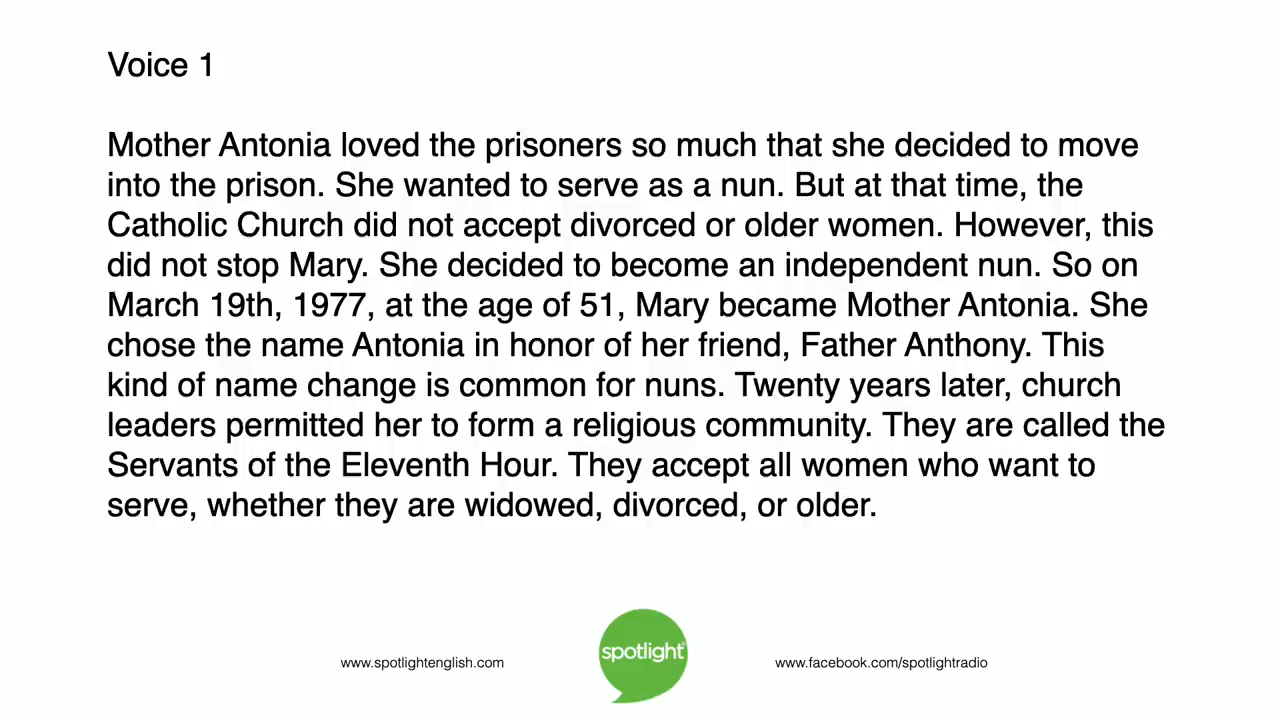 Voice 1
Mother Antonia loved the prisoners so much that she decided to move
into the prison. She wanted to serve as a nun. But at that time, the
Catholic Church did not accept divorced or older women. However, this
did not stop Mary. She decided to become an independent nun. So on
March 19th, 1977, at the age of 51, Mary became Mother Antonia. She
chose the name Antonia in honor of her friend, Father Anthony. This
kind of name change is common for nuns. Twenty years later, church
leaders permitted her to form a religious community. They are called the
Servants of the Eleventh Hour. They accept all women who want to
serve, whether they are widowed, divorced, or older.
www.spotlightenglish.com
spotlight
www.facebook.com/spotlightradio